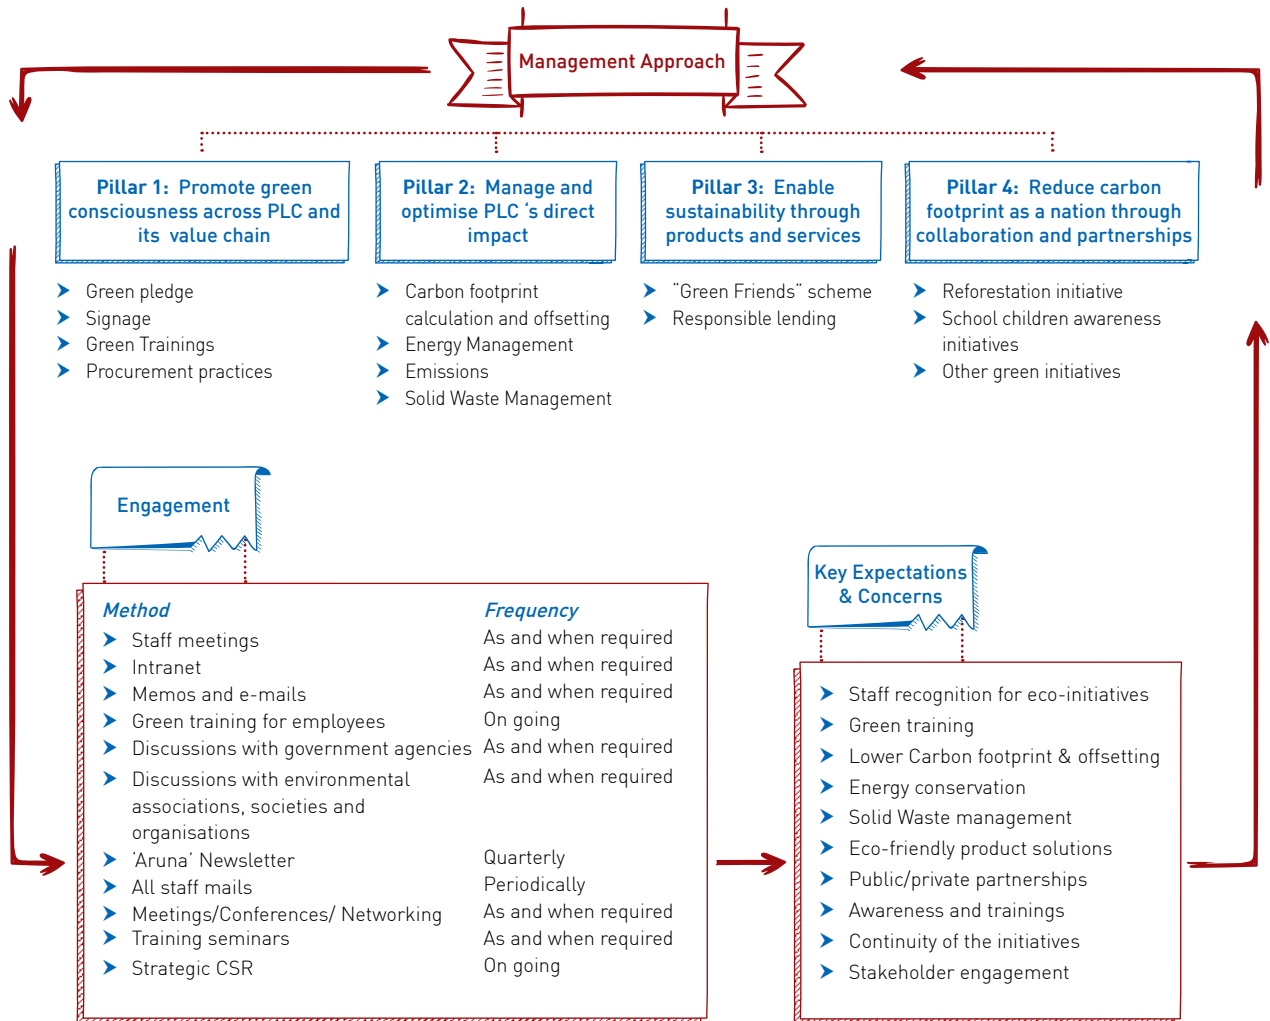 Management Approach
Pillar 1: Promote green
consciousness across PLC and
its value chain
Green pledge
Signage
Green Trainings
Procurement practices
Pillar 2: Manage and
optimise PLC ‘s direct
impact
Carbon footprint
calculation and offsetting
Energy Management
Emissions
Solid Waste Management
Pillar 3: Enable
sustainability through
products and services
“Green Friends” scheme
Responsible lending
Pillar 4: Reduce carbon
footprint as a nation through
collaboration and partnerships
Reforestation initiative
School children awareness
initiatives
Other green initiatives
Engagement
Method Frequency
Staff meetings As and when required
Intranet As and when required
Memos and e-mails As and when required
Green training for employees On going
Discussions with government agencies As and when required
Discussions with environmental As and when required
associations, societies and
organisations
‘Aruna’ Newsletter Quarterly
All staff mails Periodically
Meetings/Conferences/ Networking As and when required
Training seminars As and when required
Strategic CSR On going
Key Expectations
& Concerns
Staff recognition for eco-initiatives
Green training
Lower Carbon footprint & offsetting
Energy conservation
Solid Waste management
Eco-friendly product solutions
Public/private partnerships
Awareness and trainings
Continuity of the initiatives
Stakeholder engagement